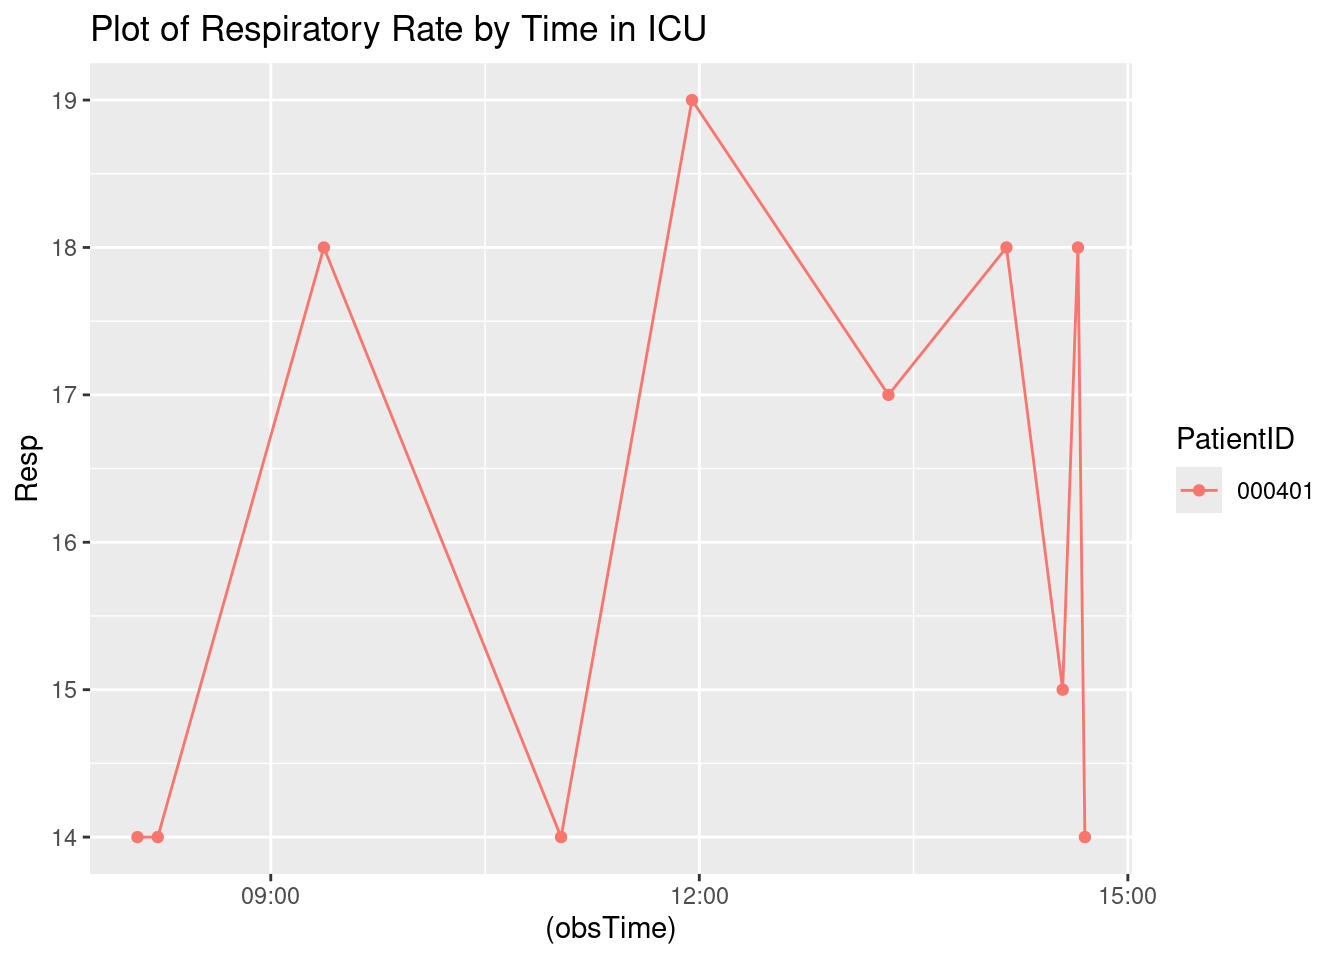 Plot of Respiratory Rate by Time in ICU
19
18
17
16
15
14
Resp
09:00
12:00
15:00
(obsTime)
PatientID
000401